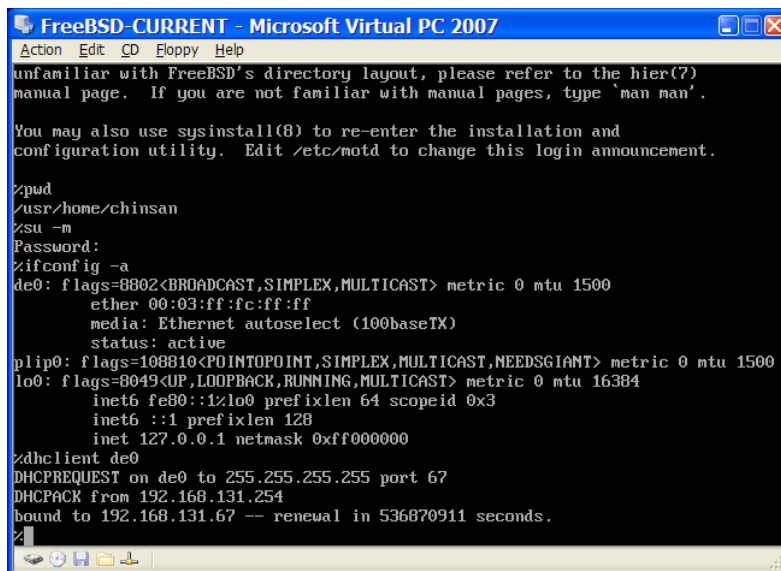 FreeBSD-CURRENT - Microsoft Virtual PC 2007
Action Edit CD Floppy Help
unfamiliar with FreeBSD's directory layout, please refer to the hier(7)
manual page.  If you are not familiar with manual pages, type `man man'.
You may also use sysinstall(8) to re-enter the installation and
configuration utility.  Edit /etc/motd to change this login announcement.
%pwd
/usr/home/chinsan
%su -m
Password:
%ifconfig -a
de0: flags=8802<BROADCAST,SIMPLEX,MULTICAST> metric 0 mtu 1500
ether 00:03:ff:fc:ff:ff
media: Ethernet autoselect (100baseTX)
status: active
plip0: flags=108810<POINTOPOINT,SIMPLEX,MULTICAST,NEEDSGIANT> metric 0 mtu 1500
lo0: flags=8049<UP,LOOPBACK,RUNNING,MULTICAST> metric 0 mtu 16384
inet6 fe80::1%lo0 prefixlen 64 scopeid 0x3
inet6 ::1 prefixlen 128
inet 127.0.0.1 netmask 0xff000000
%dhclient de0
DHCPREQUEST on de0 to 255.255.255.255 port 67
DHCPACK from 192.168.131.254
bound to 192.168.131.67 -- renewal in 536870911 seconds.
%